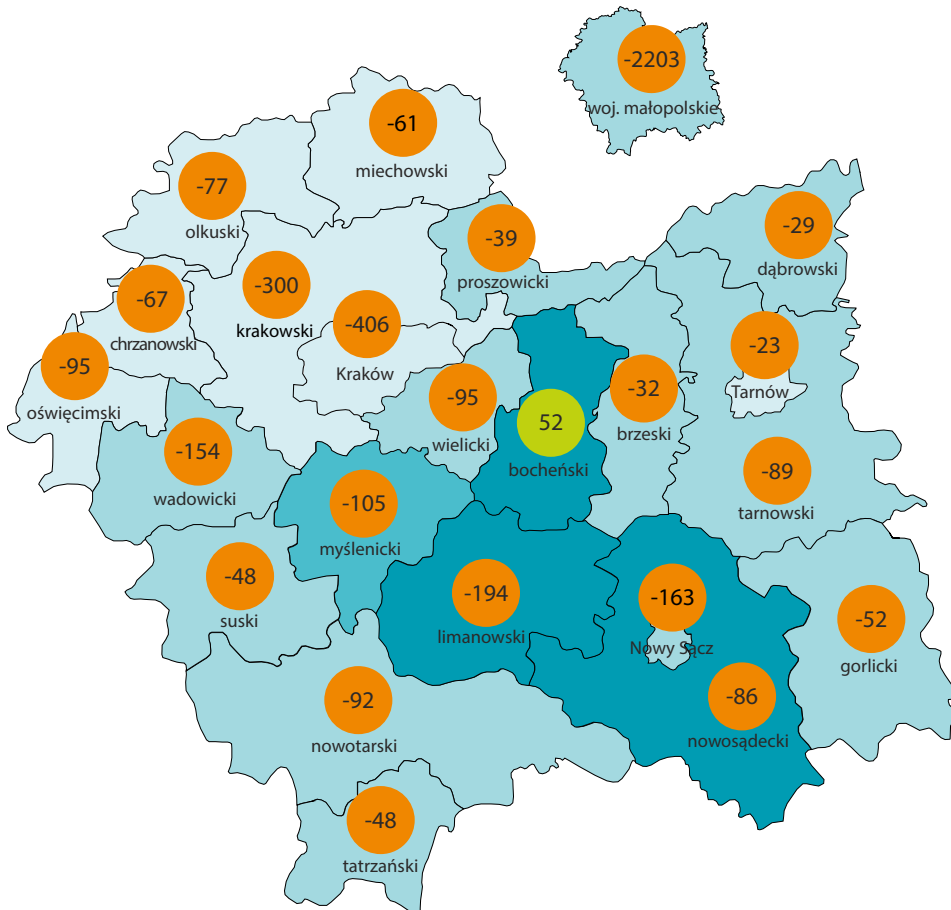 -2203
woj. małopolskie
-61
miechowski
-77
olkuski
-39
proszowicki
-29
dąbrowski
-300
krakowski
-67
chrzanowski
-406
Kraków
-23
Tarnów
-95
oświęcimski
-95
wielicki
52
bocheński
-32
brzeski
-154
wadowicki
-89
tarnowski
-105
myślenicki
-48
suski
-194
limanowski
-163
Nowy Sącz
-52
gorlicki
-92
nowotarski
-86
nowosądecki
-48
tatrzański